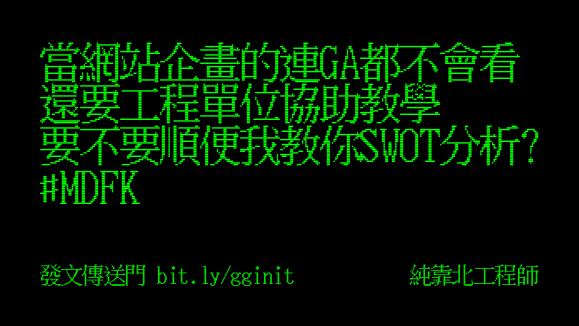 當網站企畫的連GA都不會看
還要工程單位協助教學
要不要順便我教你SWOT分析?
#MDFK
發文傳送門 bit.ly/gginit
純靠北工程師